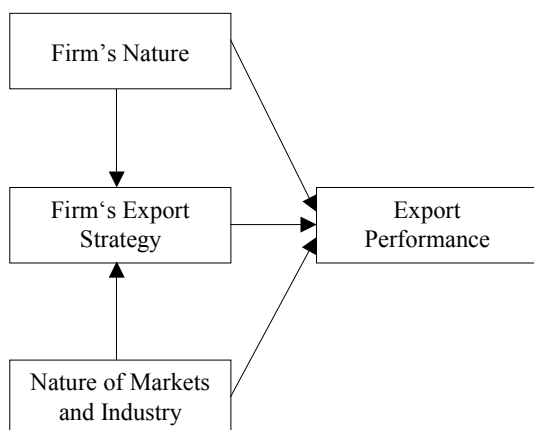 Firm’s Nature
Firm‘s Export
Strategy
Export
Performance
Nature of Markets
and Industry